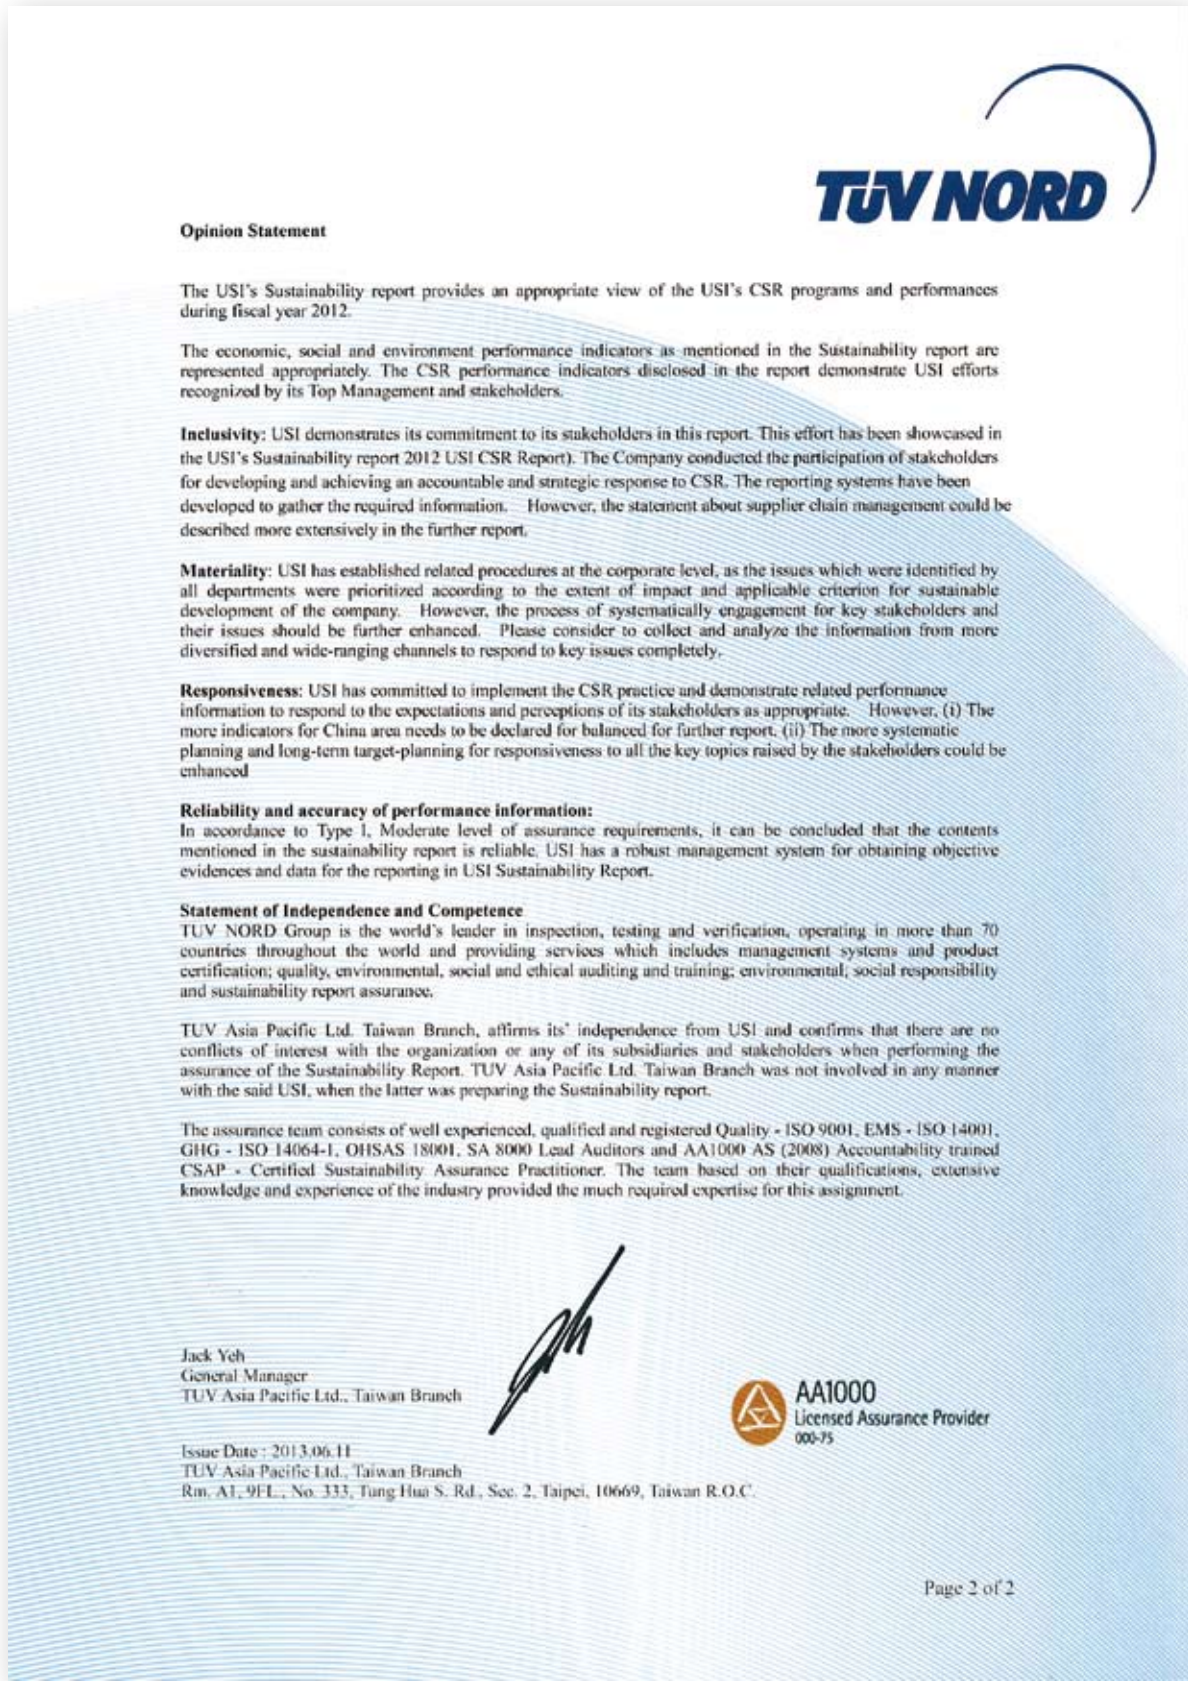 TÜV NORD
Opinion Statement
The USI's Sustainability report provides an appropriate view of the USI's CSR programs and performances
during fiscal year 2012.
The economic, social and environment performance indicators as mentioned in the Sustainability report are
represented appropriately. The CSR performance indicators disclosed in the report demonstrate USI efforts
recognized by its Top Management and stakeholders.
Inclusivity: USI demonstrates its commitment to its stakeholders in this report. This effort has been showcased in
the USI's Sustainability report 2012 USI CSR Report). The Company conducted the participation of stakeholders
for developing and achieving an accountable and strategic response to CSR. The reporting systems have been
developed to gather the required information. However, the statement about supplier chain management could be
described more extensively in the further report.
Materiality: USI has established related procedures at the corporate level, as the issues which were identified by
all departments were prioritized according to the extent of impact and applicable criterion for sustainable
development of the company. However, the process of systematically engagement for key stakeholders and
their issues should be further enhanced. Please consider to collect and analyze the information from more
diversified and wide-ranging channels to respond to key issues completely.
Responsiveness: USI has committed to implement the CSR practice and demonstrate related performance
information to respond to the expectations and perceptions of its stakeholders as appropriate. However, (i) The
more indicators for China area needs to be declared for balanced for further report. (ii) The more systematic
planning and long-term target-planning for responsiveness to all the key topics raised by the stakeholders could be
enhanced
Reliability and accuracy of performance information:
In accordance to Type 1, Moderate level of assurance requirements, it can be concluded that the contents
mentioned in the sustainability report is reliable. USI has a robust management system for obtaining objective
evidences and data for the reporting in USI Sustainability Report.
Statement of Independence and Competence
TUV NORD Group is the world's leader in inspection, testing and verification, operating in more than 70
countries throughout the world and providing services which includes management systems and product
certification; quality, environmental, social and ethical auditing and training; environmental, social responsibility
and sustainability report assurance.
TUV Asia Pacific Ltd. Taiwan Branch, affirms its' independence from USI and confirms that there are no
conflicts of interest with the organization or any of its subsidiaries and stakeholders when performing the
assurance of the Sustainability Report. TUV Asia Pacific Ltd. Taiwan Branch was not involved in any manner
with the said USI, when the latter was preparing the Sustainability report.
The assurance team consists of well experienced, qualified and registered Quality - ISO 9001, EMS - ISO 14001,
GHG - ISO 14064-1, OHSAS 18001, SA 8000 Lead Auditors and AA1000 AS (2008) Accountability trained
CSAP - Certified Sustainability Assurance Practitioner. The team based on their qualifications, extensive
knowledge and experience of the industry provided the much required expertise for this assignment.
Jack Yeh
General Manager
TUV Asia Pacific Ltd., Taiwan Branch
AA1000
Licensed Assurance Provider
000-75
Issue Date : 2013.06.11
TUV Asia Pacific Ltd., Taiwan Branch
Rm. A1, 9FL., No. 333, Tung Hua S. Rd., Sec. 2, Taipei, 10669, Taiwan R.O.C.
Page 2 of 2